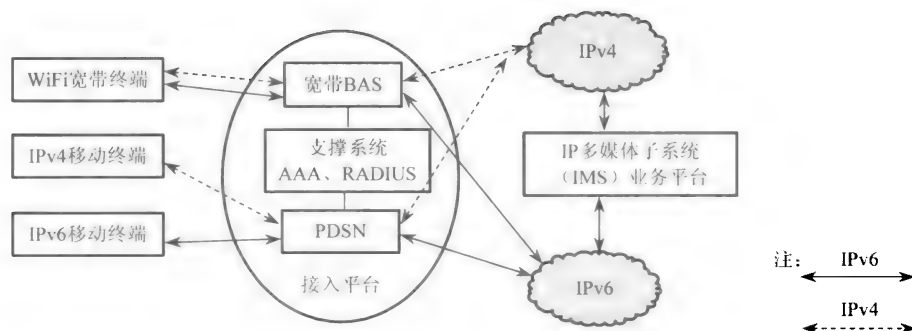 WiFi宽带终端
IPv4移动终端
IPv6移动终端
宽带BAS
支撑系统
AAA、RADIUS
PDSN
接入平台
IPv4
IP多媒体子系统
（IMS）业务平台
IPv6
注： IPv6
IPv4